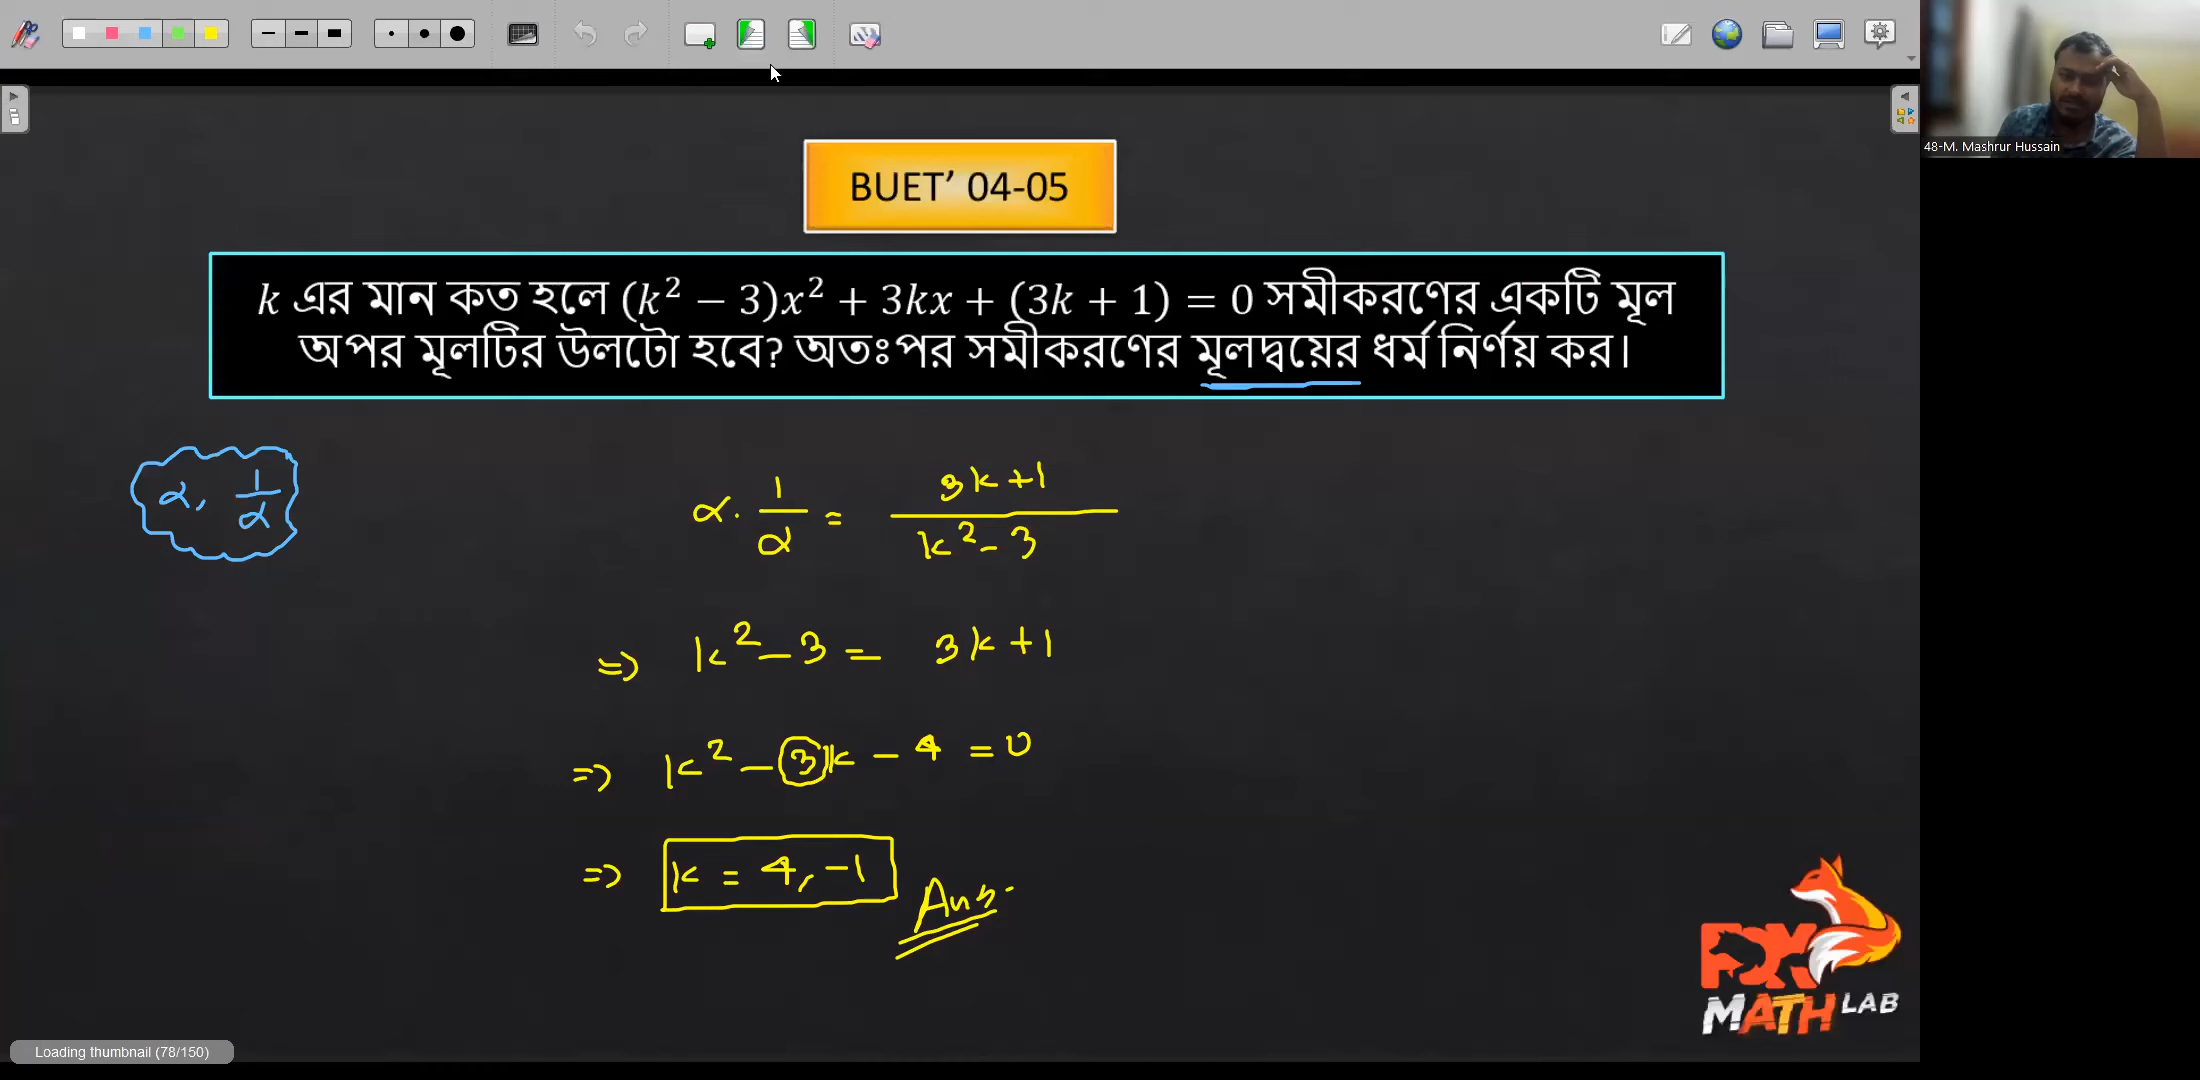 48-M. Mashrur Hussain
BUET’ 04-05
k এর মান কত হলে (k² − 3)x² + 3kx + (3k + 1) = 0 সমীকরণের একটি মূল
অপর মূলটির উলটো হবে? অতঃপর সমীকরণের মূলদ্বয়ের ধর্ম নির্ণয় কর।
α, 1/α
α · 1/α = (3k+1)/(k²-3)
⇒ k² - 3 = 3k + 1
⇒ k² - 3k - 4 = 0
⇒ k = 4, -1
Ans.
FOX
MATH LAB
Loading thumbnail (78/150)